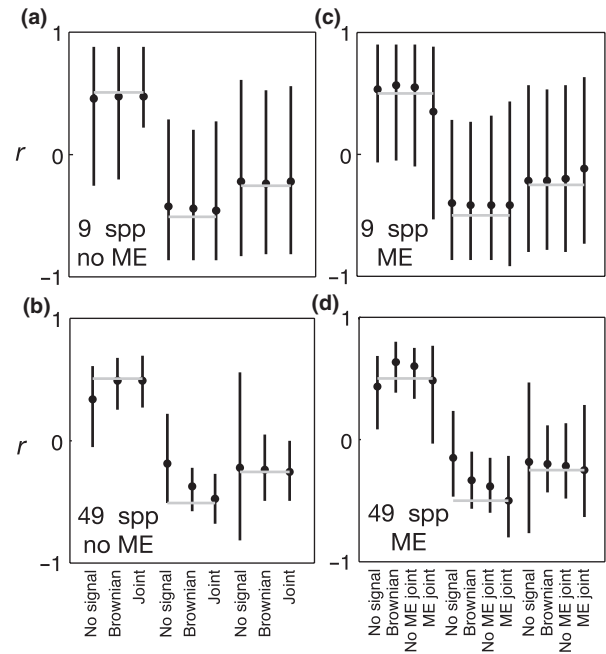 (a)
1
r
0
−1
9 spp
no ME
(c)
1
r
0
−1
9 spp
ME
(b)
1
r
0
−1
49 spp
no ME
No signal
Brownian
Joint
No signal
Brownian
Joint
No signal
Brownian
Joint
(d)
1
0
−1
49 spp
ME
No signal
Brownian
No ME joint
ME joint
No signal
Brownian
No ME joint
ME joint
No signal
Brownian
No ME joint
ME joint